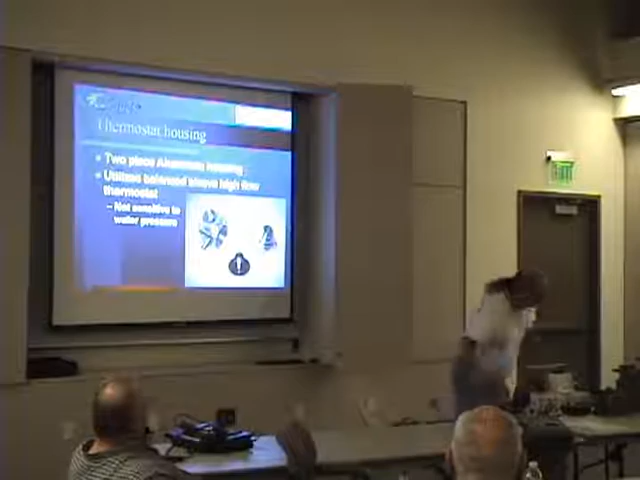 Thermostat housing
Two piece Aluminum housing
Utilizes balanced sleeve high flow
thermostat
– Not sensitive to
water pressure
EXIT